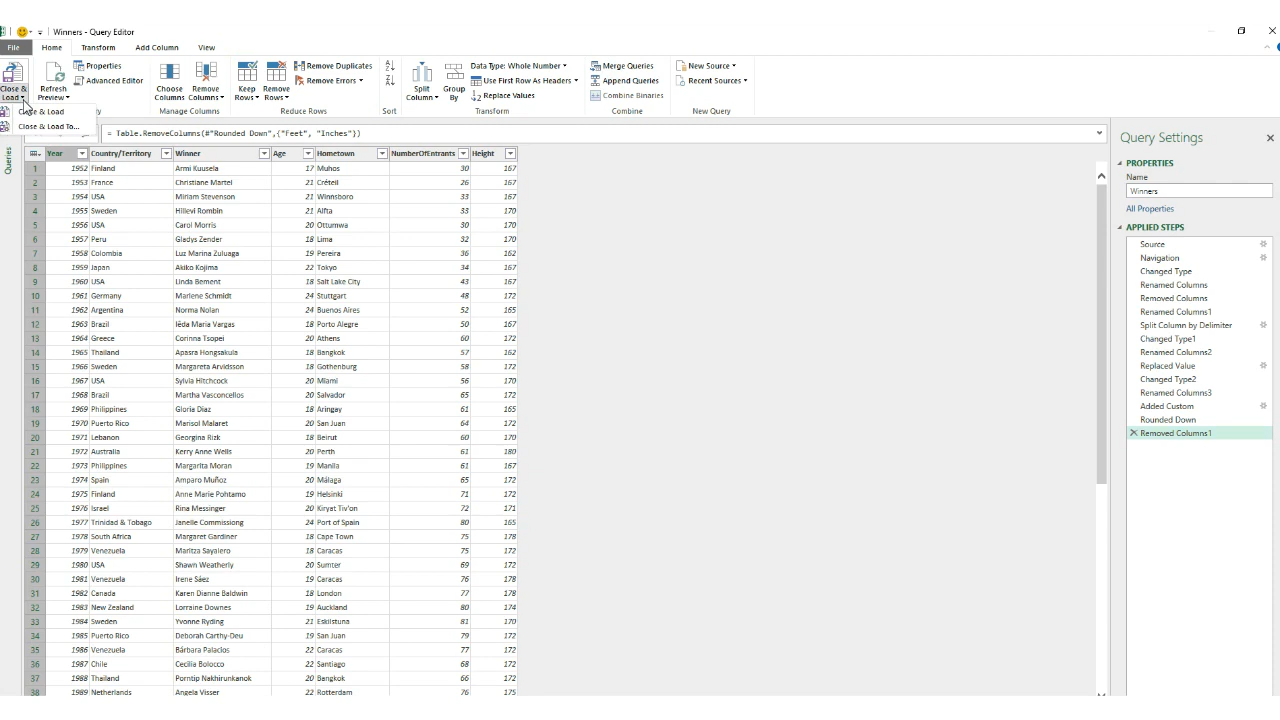 Winners - Query Editor
File Home Transform Add Column View
Close & Load
Refresh Preview
Properties
Advanced Editor
Choose Columns
Remove Columns
Keep Rows
Remove Rows
Remove Duplicates
Remove Errors
Split Column
Group By
Data Type: Whole Number
Use First Row As Headers
Replace Values
Merge Queries
Append Queries
Combine Binaries
New Source
Recent Sources
Manage Columns Reduce Rows Sort Transform Combine New Query
Close & Load
Close & Load To...
= Table.RemoveColumns(#"Rounded Down",{"Feet", "Inches"})
Queries
Year Country/Territory Winner Age Hometown NumberOfEntrants Height
1 1952 Finland Armi Kuusela 17 Muhos 30 167
2 1953 France Christiane Martel 21 Créteil 26 167
3 1954 USA Miriam Stevenson 21 Winnsboro 33 167
4 1955 Sweden Hillevi Rombin 21 Alfta 33 170
5 1956 USA Carol Morris 20 Ottumwa 30 170
6 1957 Peru Gladys Zender 18 Lima 32 170
7 1958 Colombia Luz Marina Zuluaga 19 Pereira 36 162
8 1959 Japan Akiko Kojima 22 Tokyo 34 167
9 1960 USA Linda Bement 18 Salt Lake City 43 167
10 1961 Germany Marlene Schmidt 24 Stuttgart 48 172
11 1962 Argentina Norma Nolan 24 Buenos Aires 52 165
12 1963 Brazil Iêda Maria Vargas 18 Porto Alegre 50 167
13 1964 Greece Corinna Tsopei 20 Athens 60 172
14 1965 Thailand Apasra Hongsakula 18 Bangkok 57 162
15 1966 Sweden Margareta Arvidsson 18 Gothenburg 58 172
16 1967 USA Sylvia Hitchcock 20 Miami 56 170
17 1968 Brazil Martha Vasconcellos 20 Salvador 65 172
18 1969 Philippines Gloria Diaz 18 Aringay 61 165
19 1970 Puerto Rico Marisol Malaret 20 San Juan 64 172
20 1971 Lebanon Georgina Rizk 18 Beirut 60 170
21 1972 Australia Kerry Anne Wells 20 Perth 61 180
22 1973 Philippines Margarita Moran 19 Manila 61 167
23 1974 Spain Amparo Muñoz 20 Málaga 65 172
24 1975 Finland Anne Marie Pohtamo 19 Helsinki 71 172
25 1976 Israel Rina Messinger 20 Kiryat Tiv'on 72 171
26 1977 Trinidad & Tobago Janelle Commissiong 24 Port of Spain 80 165
27 1978 South Africa Margaret Gardiner 18 Cape Town 75 178
28 1979 Venezuela Maritza Sayalero 18 Caracas 75 172
29 1980 USA Shawn Weatherly 20 Sumter 69 172
30 1981 Venezuela Irene Sáez 19 Caracas 76 178
31 1982 Canada Karen Dianne Baldwin 18 London 77 178
32 1983 New Zealand Lorraine Downes 19 Auckland 80 174
33 1984 Sweden Yvonne Ryding 21 Eskilstuna 81 170
34 1985 Puerto Rico Deborah Carthy-Deu 19 San Juan 79 172
35 1986 Venezuela Bárbara Palacios 22 Caracas 77 172
36 1987 Chile Cecilia Bolocco 22 Santiago 68 172
37 1988 Thailand Porntip Nakhirunkanok 20 Bangkok 66 172
38 1989 Netherlands Angela Visser 22 Rotterdam 76 175
Query Settings
PROPERTIES
Name
Winners
All Properties
APPLIED STEPS
Source
Navigation
Changed Type
Renamed Columns
Removed Columns
Renamed Columns1
Split Column by Delimiter
Changed Type1
Renamed Columns2
Replaced Value
Changed Type2
Renamed Columns3
Added Custom
Rounded Down
Removed Columns1